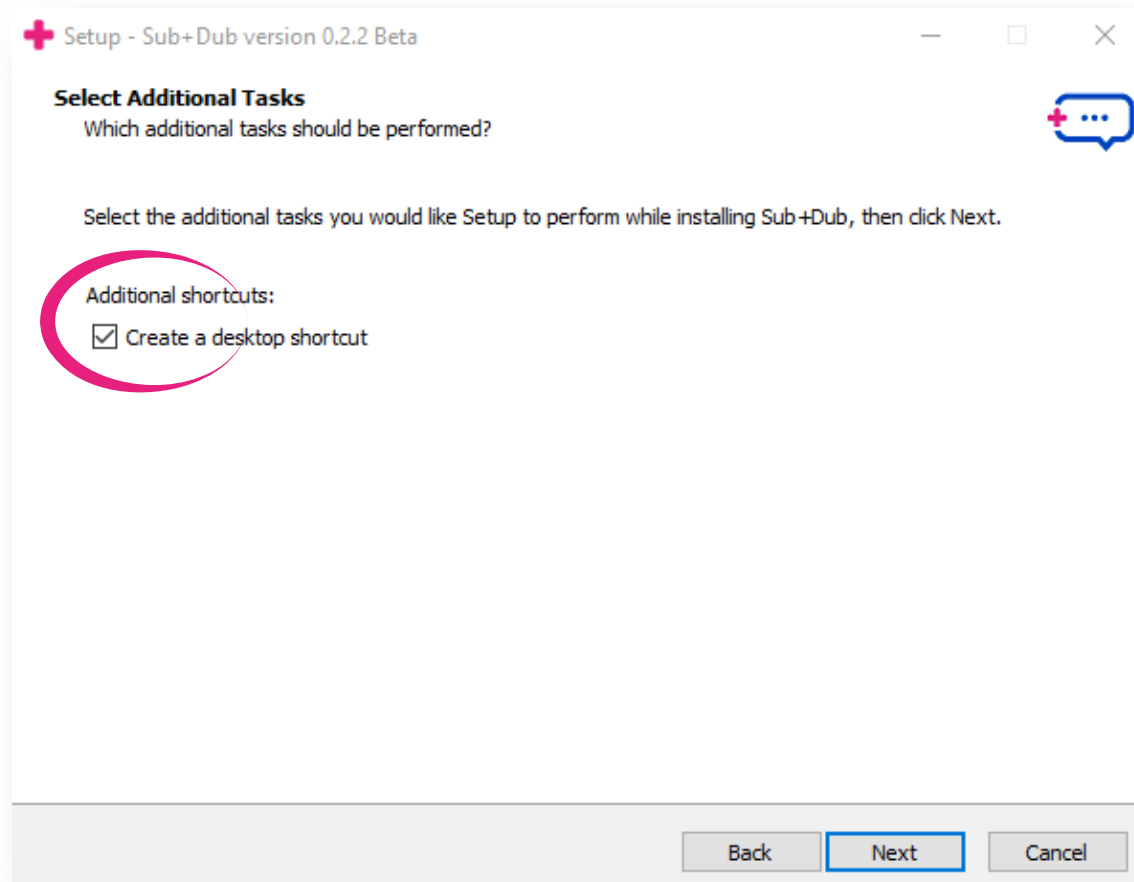 Setup - Sub+Dub version 0.2.2 Beta
Select Additional Tasks
Which additional tasks should be performed?
Select the additional tasks you would like Setup to perform while installing Sub+Dub, then click Next.
Additional shortcuts:
Create a desktop shortcut
Back Next Cancel